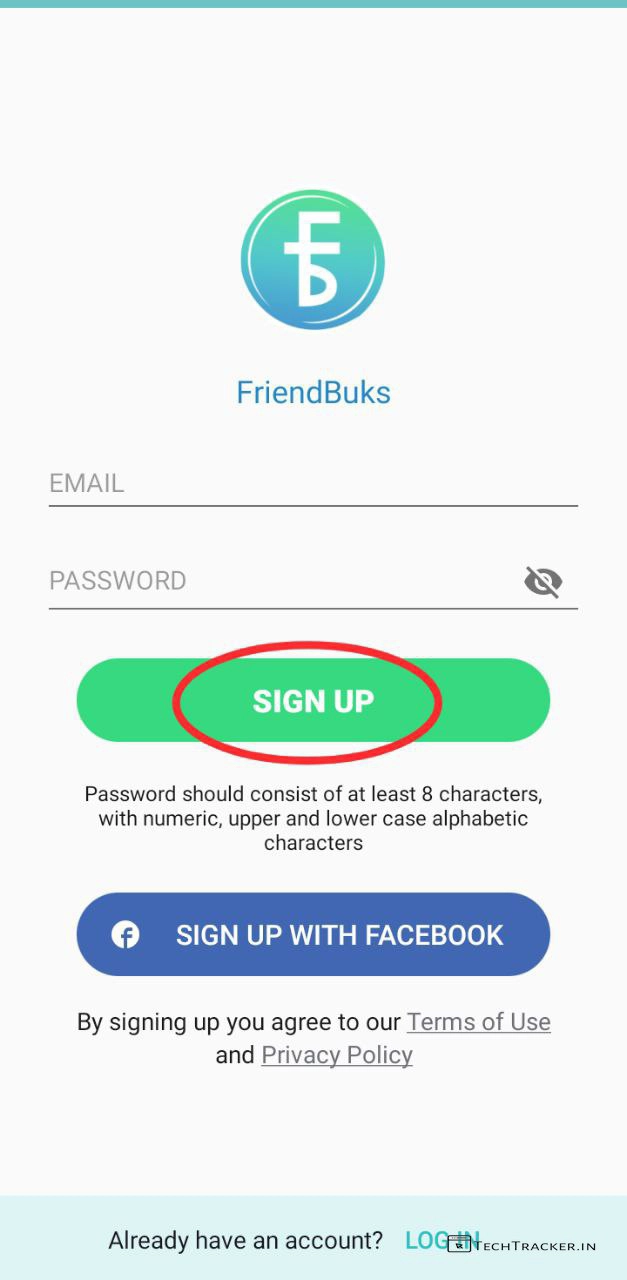 FriendBuks
EMAIL
PASSWORD
SIGN UP
Password should consist of at least 8 characters,
with numeric, upper and lower case alphabetic
characters
SIGN UP WITH FACEBOOK
By signing up you agree to our Terms of Use
and Privacy Policy
Already have an account? LOG IN TECHTRACKER.IN